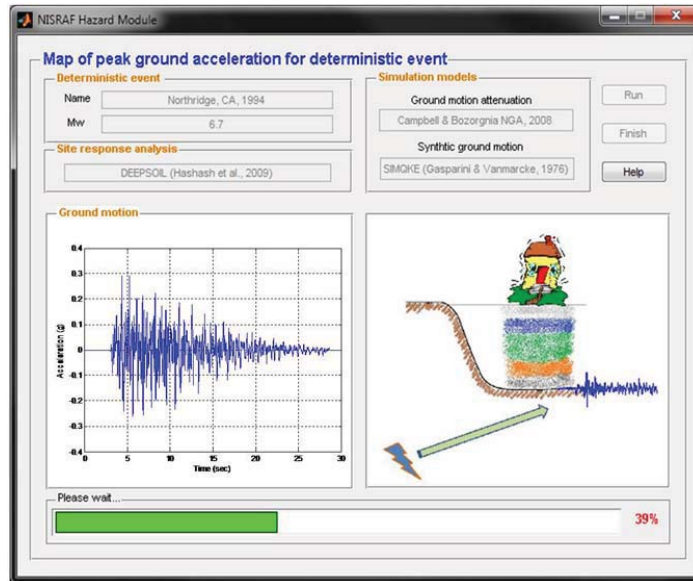 NISRAF Hazard Module
Map of peak ground acceleration for deterministic event
Deterministic event
Name
Northridge, CA, 1994
Mw
6.7
Site response analysis
DEEPSOIL (Hashash et al., 2009)
Simulation models
Ground motion attenuation
Campbell & Bozorgnia NGA, 2008
Synthtic ground motion
SIMQKE (Gasparini & Vanmarcke, 1976)
Run
Finish
Help
Ground motion
Acceleration (g)
0.4
0.3
0.2
0.1
0
-0.1
-0.2
-0.3
-0.4
0 5 10 15 20 25 30
Time (sec)
Please wait...
39%